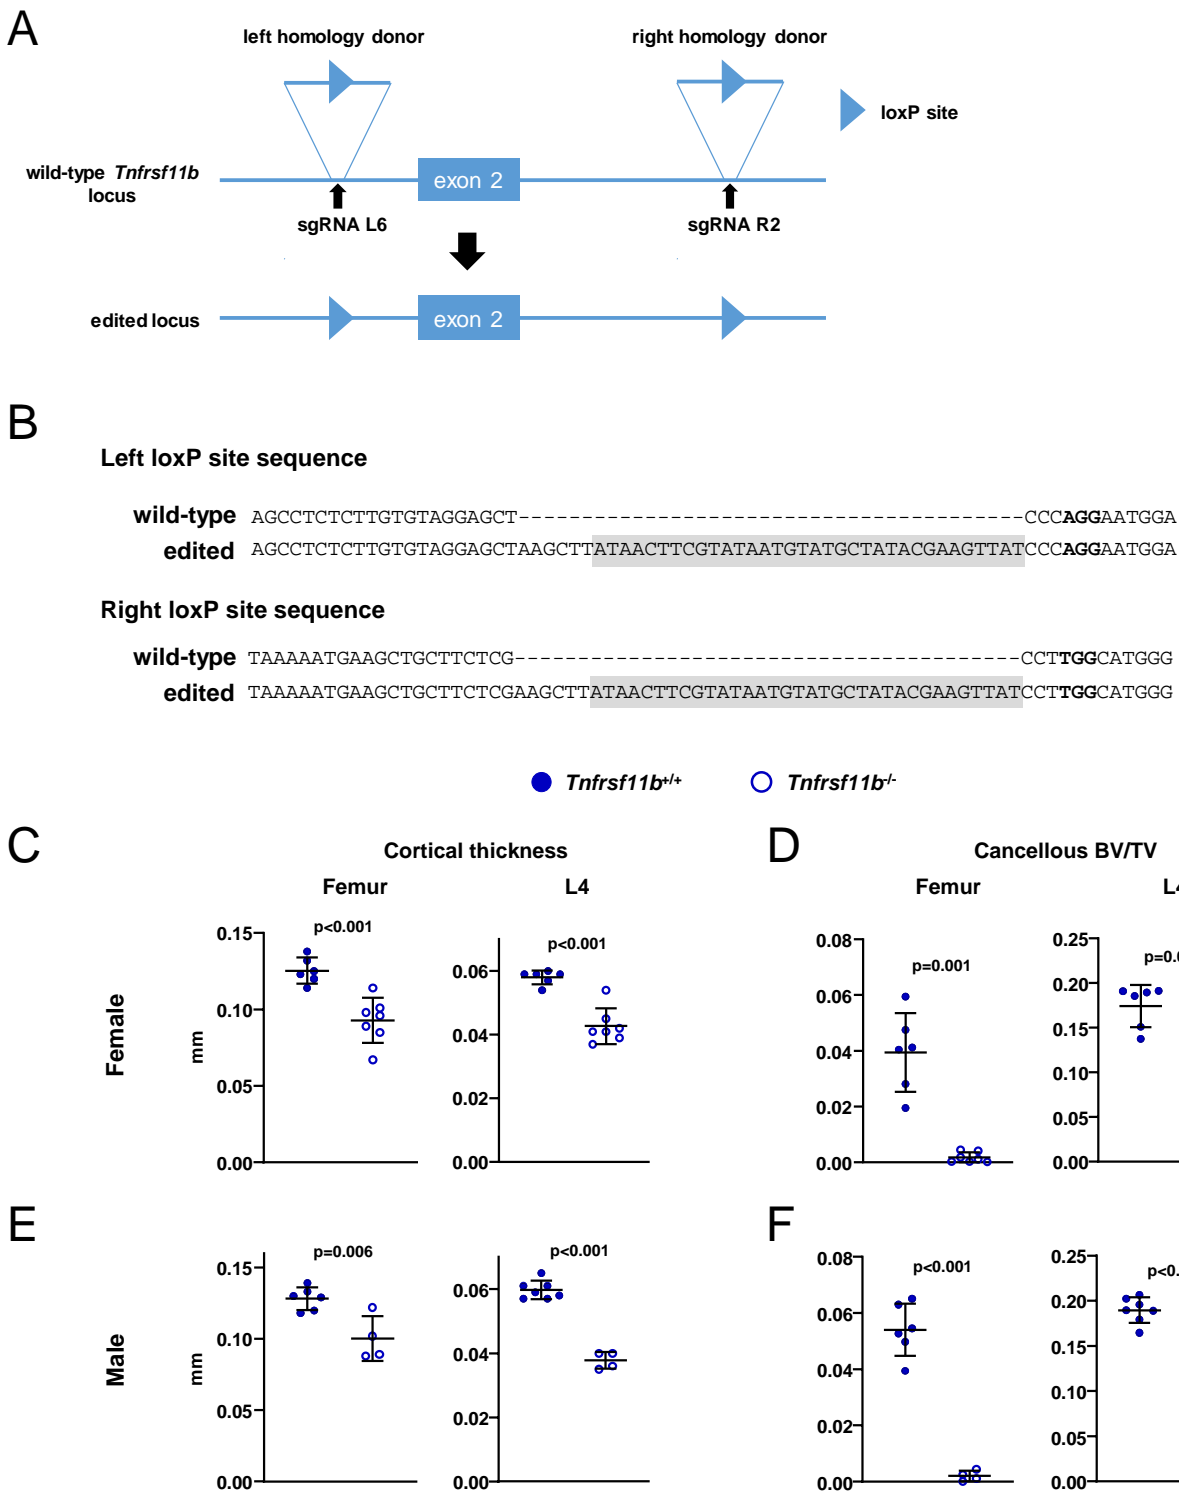 A
left homology donor
right homology donor
loxP site
wild-type Tnfrsf11b
locus
exon 2
sgRNA L6
sgRNA R2
edited locus
exon 2
B
Left loxP site sequence
wild-type AGCCTCTCTTGTGTAGGAGCT----------------------------------------CCCAGGAATGGA
edited AGCCTCTCTTGTGTAGGAGCTAAGCTTATAACTTCGTATAATGTATGCTATACGAAGTTATCCCAGGAATGGA
Right loxP site sequence
wild-type TAAAAATGAAGCTGCTTCTCG----------------------------------------CCTTGGCATGGG
edited TAAAAATGAAGCTGCTTCTCGAAGCTTATAACTTCGTATAATGTATGCTATACGAAGTTATCCTTGGCATGGG
Tnfrsf11b+/+
Tnfrsf11b-/-
C
Cortical thickness
Femur
L4
Female
mm
0.15
0.10
0.05
0.00
p<0.001
0.06
0.04
0.02
0.00
p<0.001
D
Cancellous BV/TV
Femur
L4
0.08
0.06
0.04
0.02
0.00
p=0.001
0.25
0.20
0.15
0.10
0.05
0.00
p=0.
E
Male
mm
0.15
0.10
0.05
0.00
p=0.006
0.06
0.04
0.02
0.00
p<0.001
F
0.08
0.06
0.04
0.02
0.00
p<0.001
0.25
0.20
0.15
0.10
0.05
0.00
p<0.